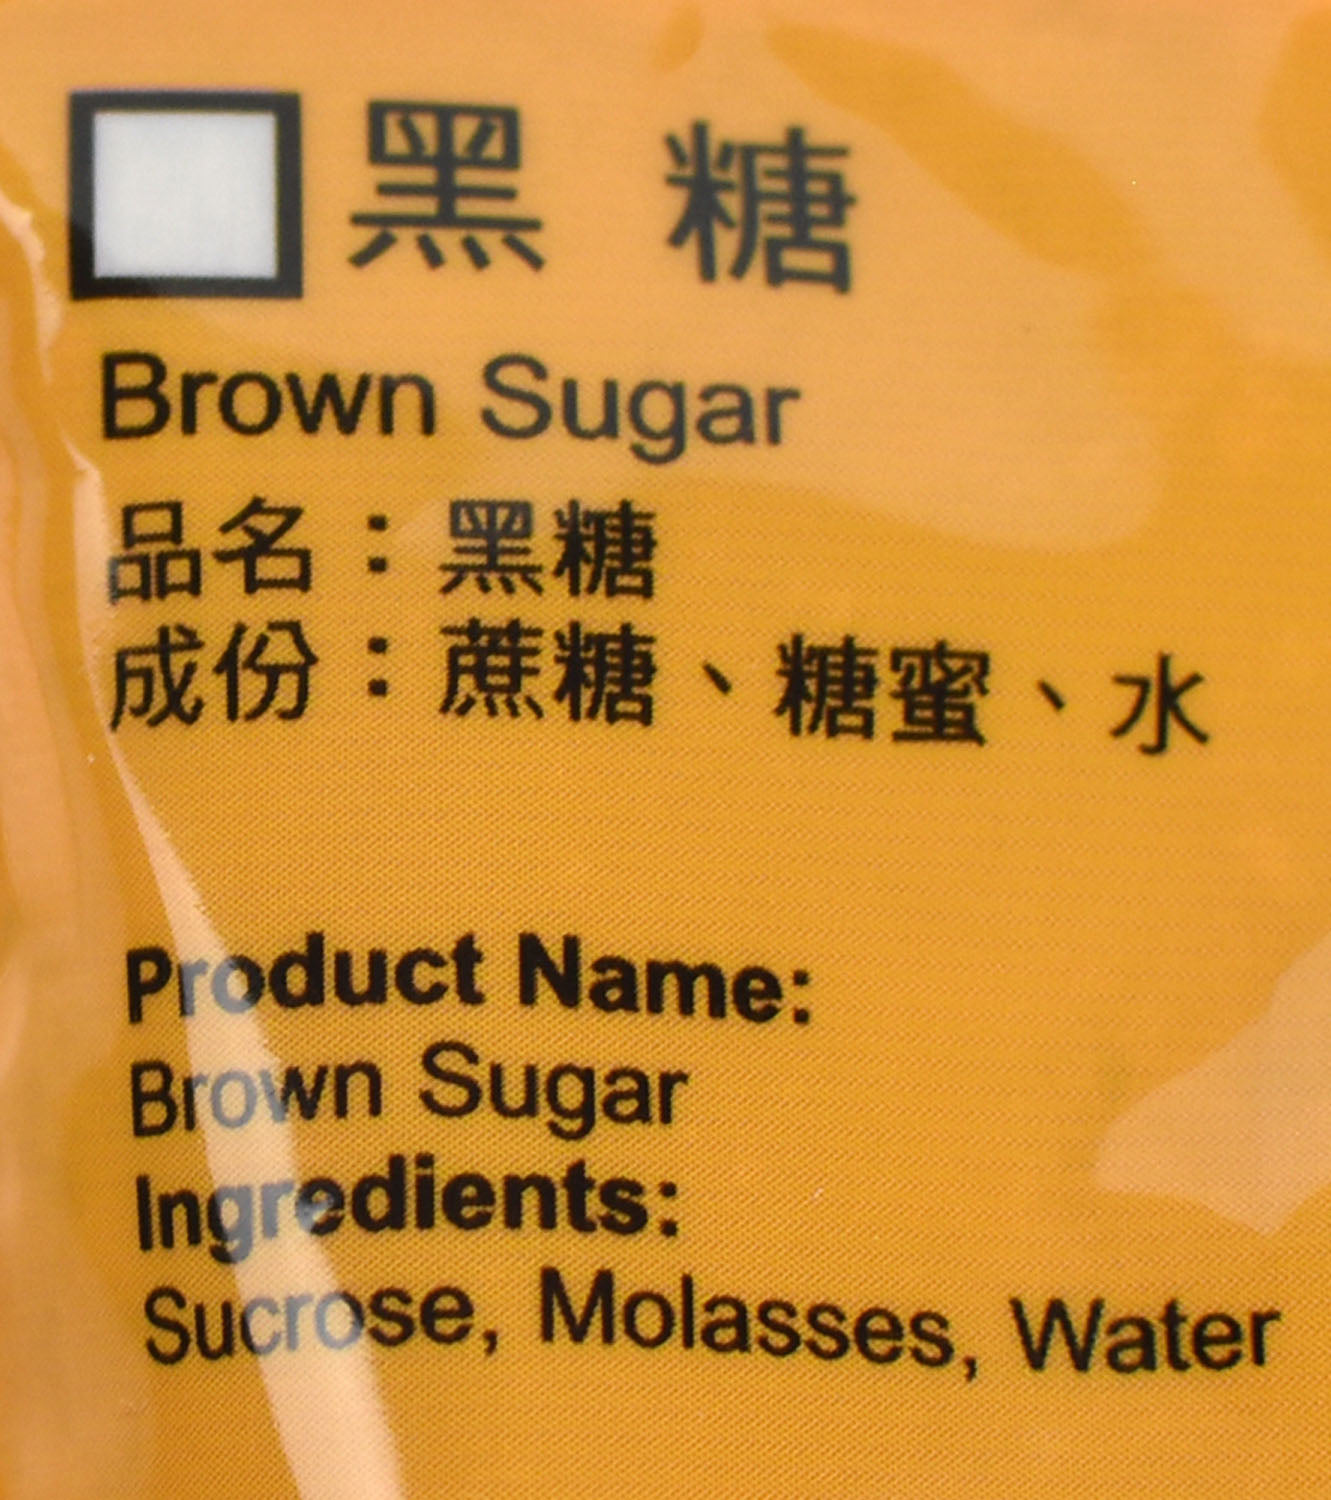 黑糖
Brown Sugar
品名：黑糖
成份：蔗糖、糖蜜、水
Product Name:
Brown Sugar
Ingredients:
Sucrose, Molasses, Water